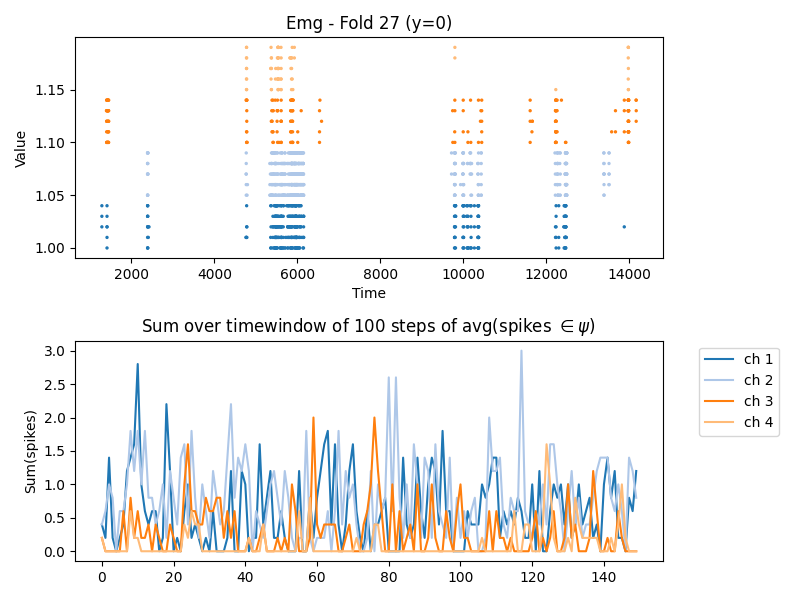 Emg - Fold 27 (y=0)
Value
1.15
1.10
1.05
1.00
2000 4000 6000 8000 10000 12000 14000
Time
Sum over timewindow of 100 steps of avg(spikes ∈ ψ)
Sum(spikes)
3.0
2.5
2.0
1.5
1.0
0.5
0.0
0 20 40 60 80 100 120 140
ch 1
ch 2
ch 3
ch 4